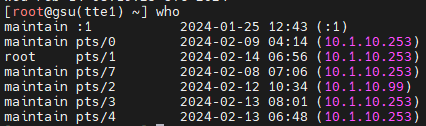 [root@gsu(tte1) ~] who
maintain :1           2024-01-25 12:43 (:1)
maintain pts/0        2024-02-09 04:14 (10.1.10.253)
root     pts/1        2024-02-14 06:56 (10.1.10.253)
maintain pts/7        2024-02-08 07:06 (10.1.10.253)
maintain pts/2        2024-02-12 10:34 (10.1.10.99)
maintain pts/3        2024-02-13 08:01 (10.1.10.253)
maintain pts/4        2024-02-13 06:48 (10.1.10.253)